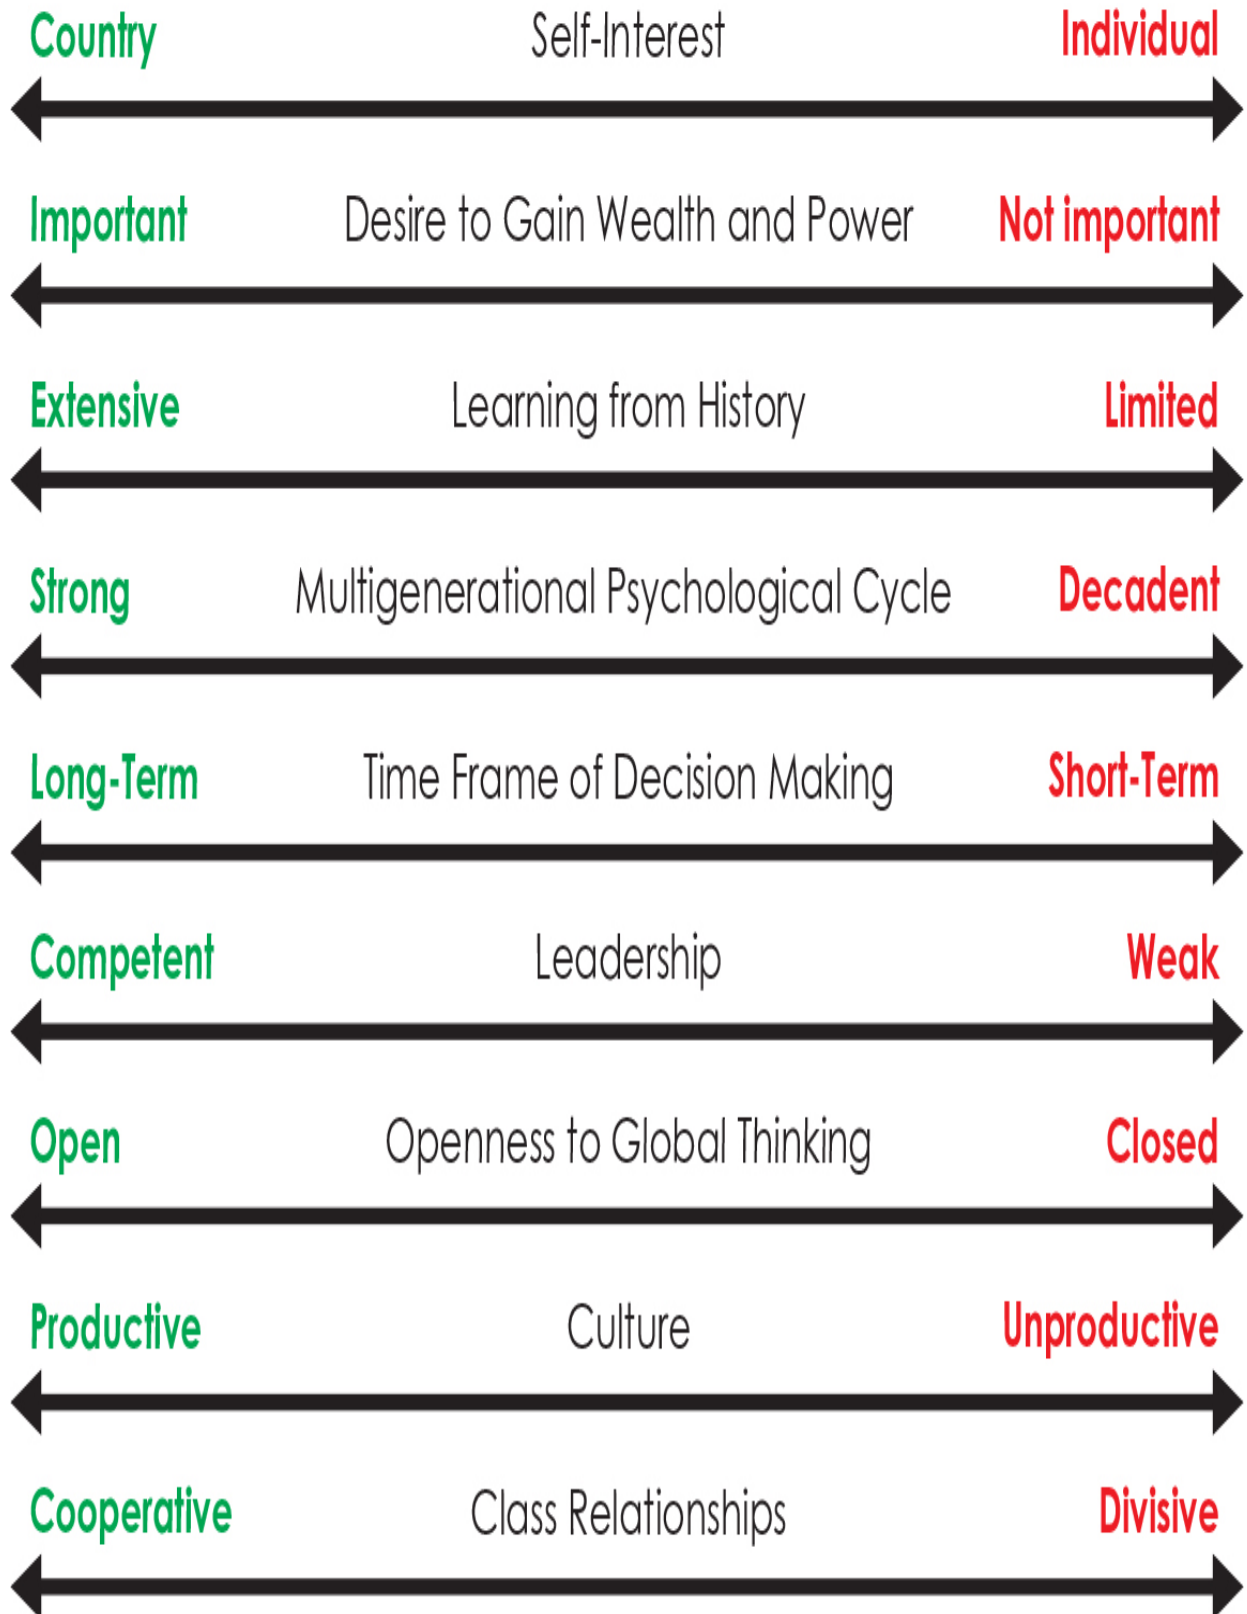 Country Self-Interest Individual
Important Desire to Gain Wealth and Power Not important
Extensive Learning from History Limited
Strong Multigenerational Psychological Cycle Decadent
Long-Term Time Frame of Decision Making Short-Term
Competent Leadership Weak
Open Openness to Global Thinking Closed
Productive Culture Unproductive
Cooperative Class Relationships Divisive